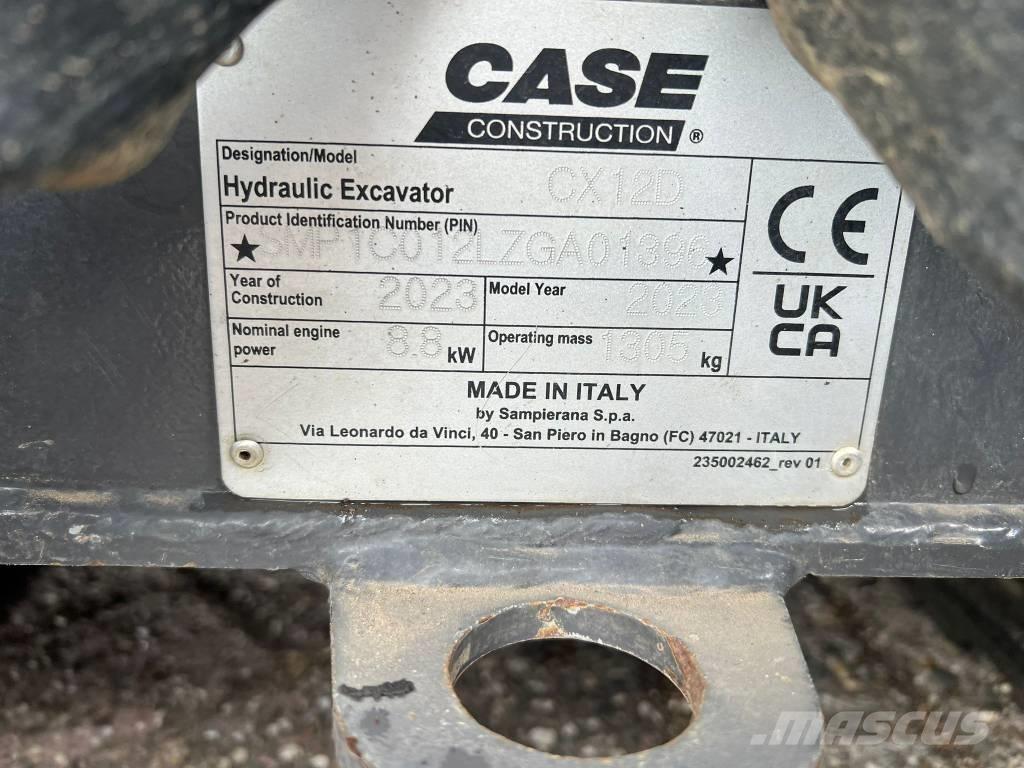 CASE
CONSTRUCTION ®
Designation/Model
Hydraulic Excavator CX12D
Product Identification Number (PIN)
★ SMP1C012LZGA01396 ★
Year of Construction 2023 Model Year 2023
Nominal engine power 8.8 kW Operating mass 1305 kg
CE
UK
CA
MADE IN ITALY
by Sampierana S.p.a.
Via Leonardo da Vinci, 40 - San Piero in Bagno (FC) 47021 - ITALY
235002462_rev 01
MASCUS